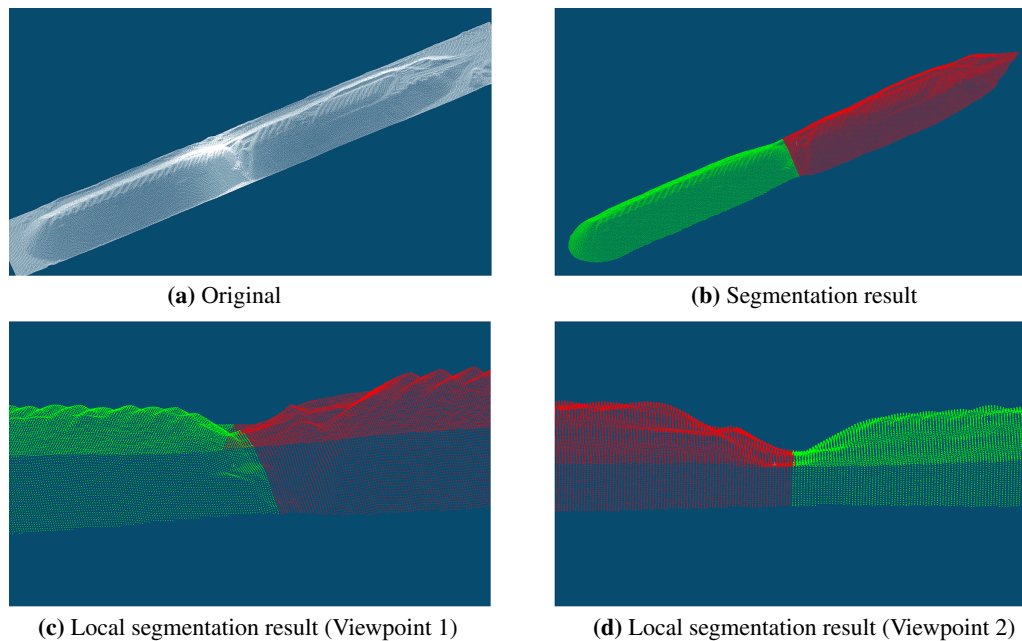 (a) Original
(b) Segmentation result
(c) Local segmentation result (Viewpoint 1)
(d) Local segmentation result (Viewpoint 2)